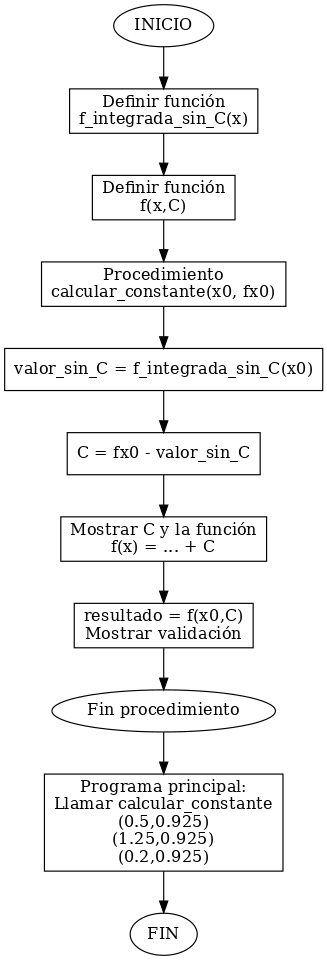 INICIO
Definir función
f_integrada_sin_C(x)
Definir función
f(x,C)
Procedimiento
calcular_constante(x0, fx0)
valor_sin_C = f_integrada_sin_C(x0)
C = fx0 - valor_sin_C
Mostrar C y la función
f(x) = ... + C
resultado = f(x0,C)
Mostrar validación
Fin procedimiento
Programa principal:
Llamar calcular_constante
(0.5,0.925)
(1.25,0.925)
(0.2,0.925)
FIN